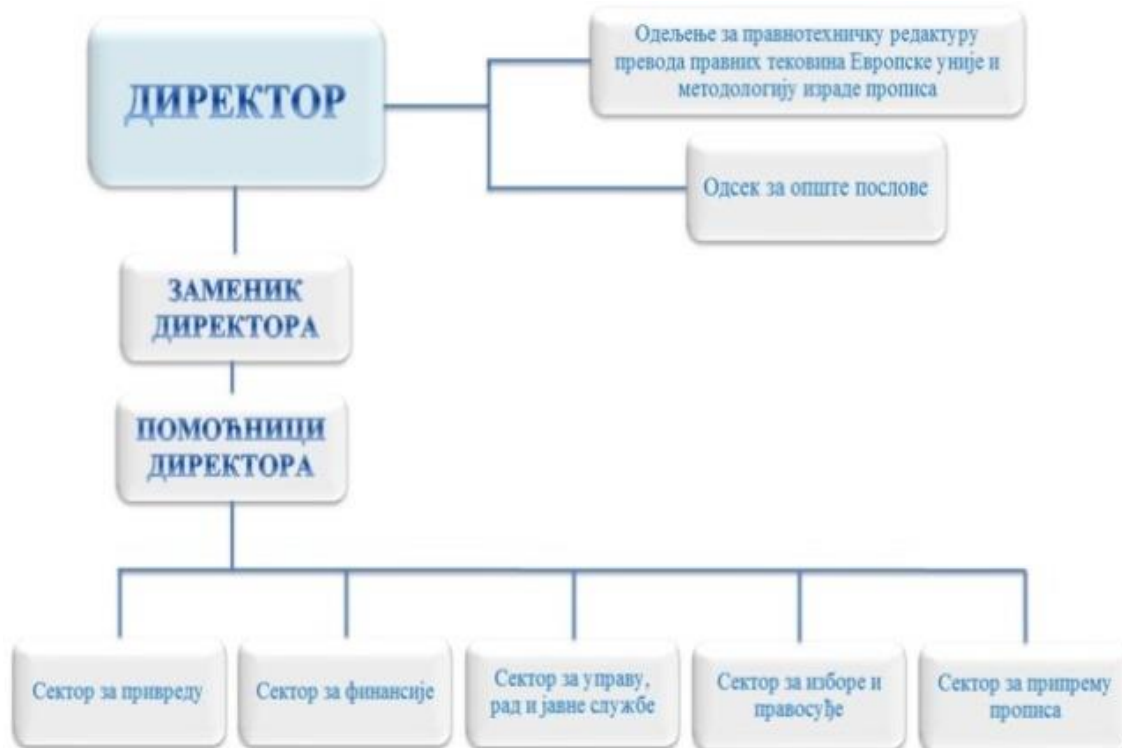 ДИРЕКТОР
Одељење за правнотехничку редактуру
превода правних тековина Европске уније и
методологију израде прописа
Одсек за опште послове
ЗАМЕНИК
ДИРЕКТОРА
ПОМОЋНИЦИ
ДИРЕКТОРА
Сектор за привреду
Сектор за финансије
Сектор за управу,
рад и јавне службе
Сектор за изборе и
правосуђе
Сектор за припрему
прописа